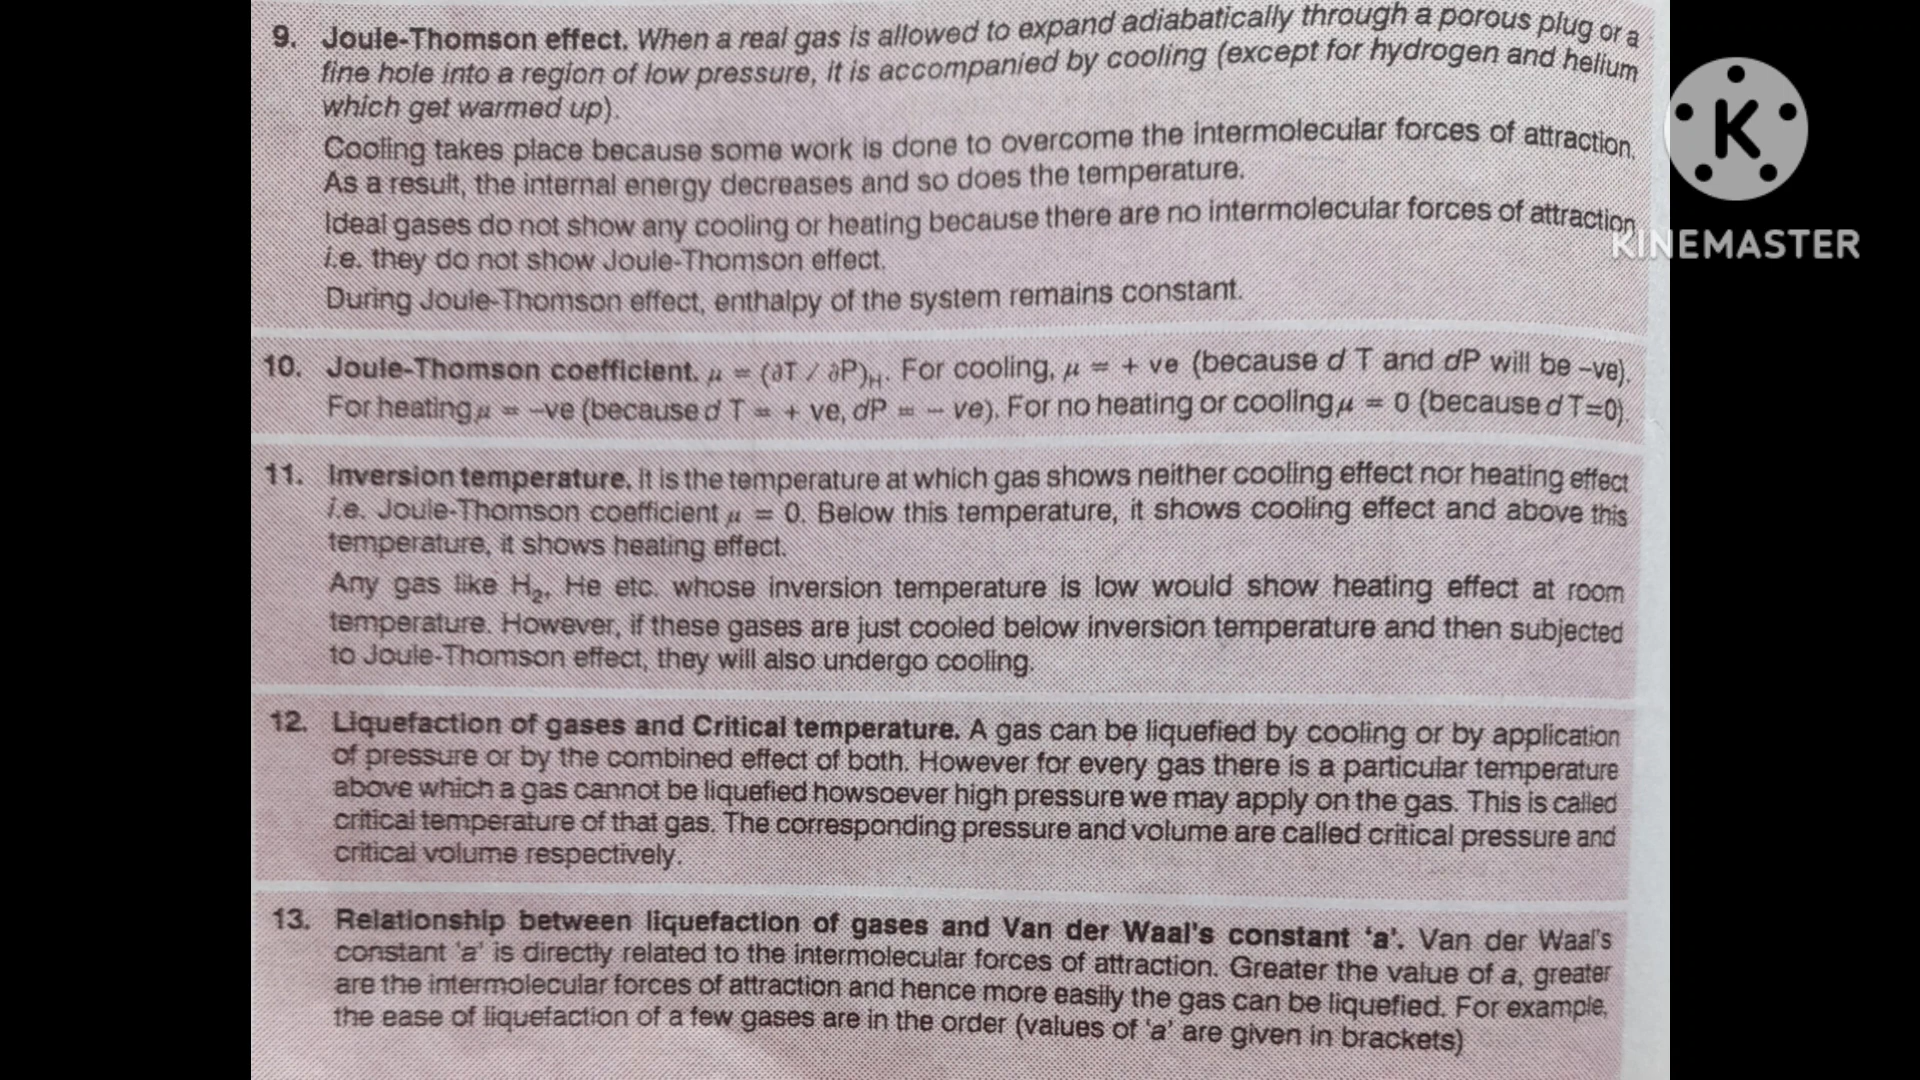 9. Joule-Thomson effect. When a real gas is allowed to expand adiabatically through a porous plug or a
fine hole into a region of low pressure, it is accompanied by cooling (except for hydrogen and helium
which get warmed up).
Cooling takes place because some work is done to overcome the intermolecular forces of attraction.
As a result, the internal energy decreases and so does the temperature.
Ideal gases do not show any cooling or heating because there are no intermolecular forces of attraction
i.e. they do not show Joule-Thomson effect.
During Joule-Thomson effect, enthalpy of the system remains constant.
10. Joule-Thomson coefficient. μ = (∂T / ∂P)H. For cooling, μ = + ve (because d T and dP will be –ve).
For heating μ = –ve (because d T = + ve, dP = – ve). For no heating or cooling μ = 0 (because d T=0).
11. Inversion temperature. It is the temperature at which gas shows neither cooling effect nor heating effect
i.e. Joule-Thomson coefficient μ = 0. Below this temperature, it shows cooling effect and above this
temperature, it shows heating effect.
Any gas like H₂, He etc. whose inversion temperature is low would show heating effect at room
temperature. However, if these gases are just cooled below inversion temperature and then subjected
to Joule-Thomson effect, they will also undergo cooling.
12. Liquefaction of gases and Critical temperature. A gas can be liquefied by cooling or by application
of pressure or by the combined effect of both. However for every gas there is a particular temperature
above which a gas cannot be liquefied howsoever high pressure we may apply on the gas. This is called
critical temperature of that gas. The corresponding pressure and volume are called critical pressure and
critical volume respectively.
13. Relationship between liquefaction of gases and Van der Waal's constant 'a'. Van der Waal's
constant 'a' is directly related to the intermolecular forces of attraction. Greater the value of a, greater
are the intermolecular forces of attraction and hence more easily the gas can be liquefied. For example,
the ease of liquefaction of a few gases are in the order (values of 'a' are given in brackets)
K
KINEMASTER